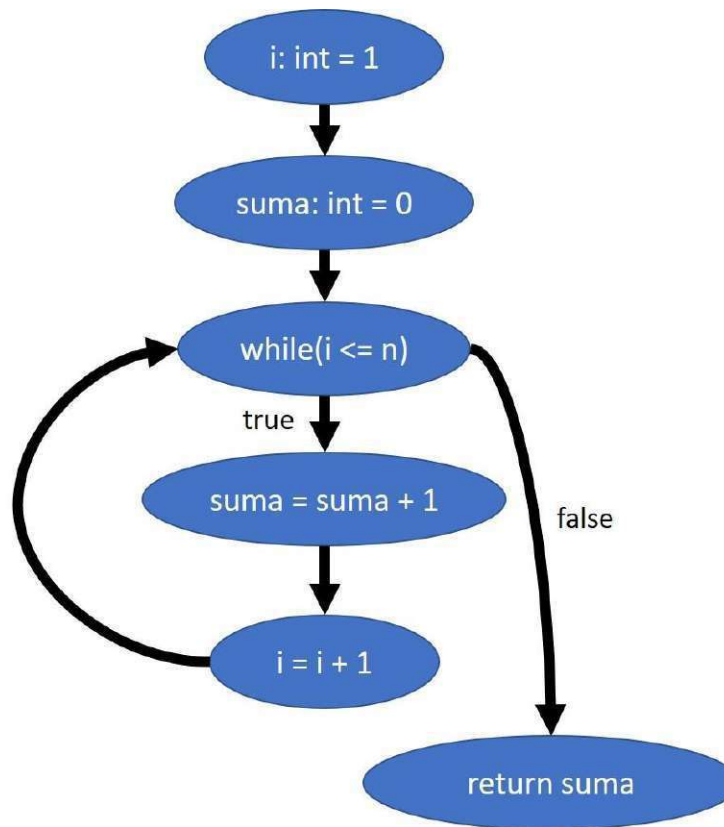 i: int = 1
suma: int = 0
while(i <= n)
true
suma = suma + 1
false
i = i + 1
return suma